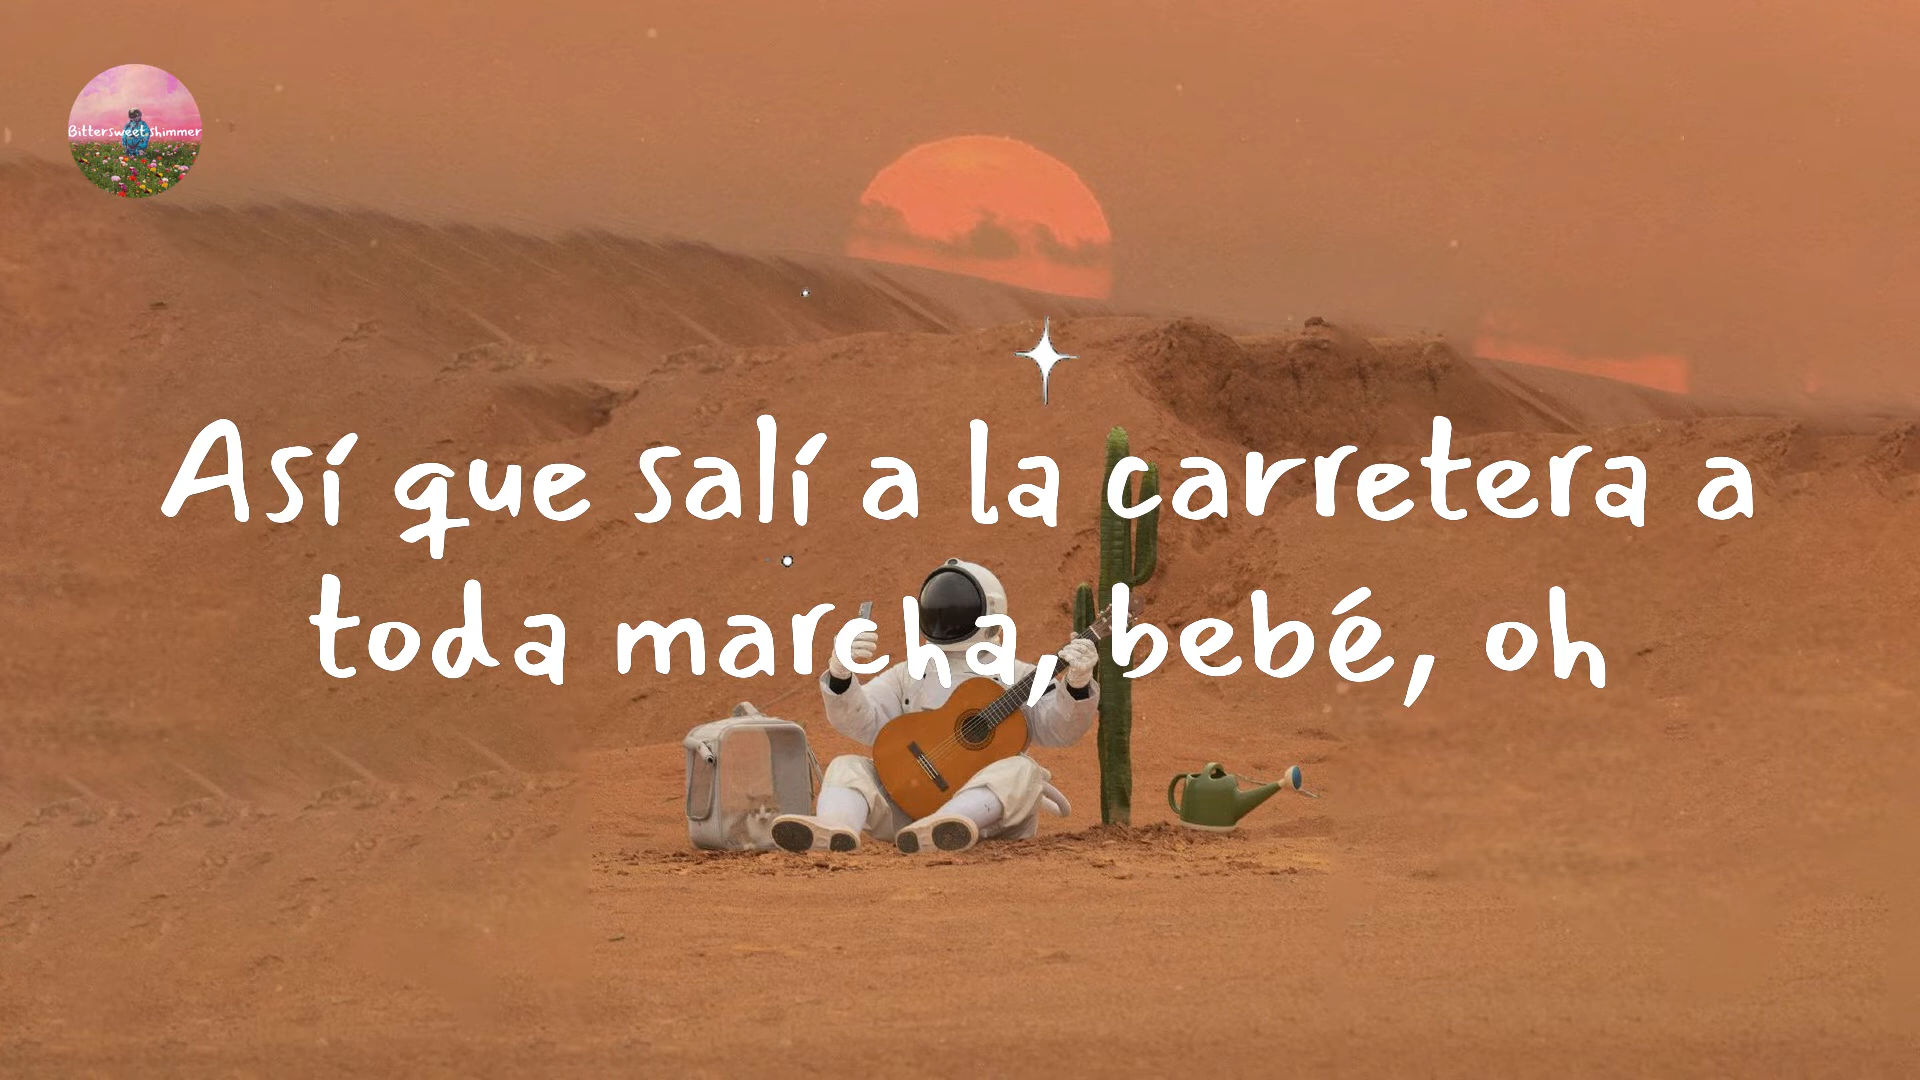 Bittersweet shimmer
Así que salí a la carretera a
toda marcha, bebé, oh